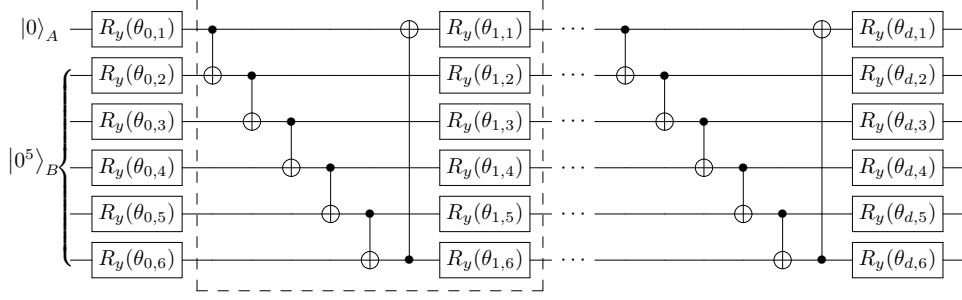 |0⟩_A R_y(θ_{0,1}) R_y(θ_{1,1}) ⋯ R_y(θ_{d,1})
R_y(θ_{0,2}) R_y(θ_{1,2}) ⋯ R_y(θ_{d,2})
R_y(θ_{0,3}) R_y(θ_{1,3}) ⋯ R_y(θ_{d,3})
|0^5⟩_B R_y(θ_{0,4}) R_y(θ_{1,4}) ⋯ R_y(θ_{d,4})
R_y(θ_{0,5}) R_y(θ_{1,5}) ⋯ R_y(θ_{d,5})
R_y(θ_{0,6}) R_y(θ_{1,6}) ⋯ R_y(θ_{d,6})